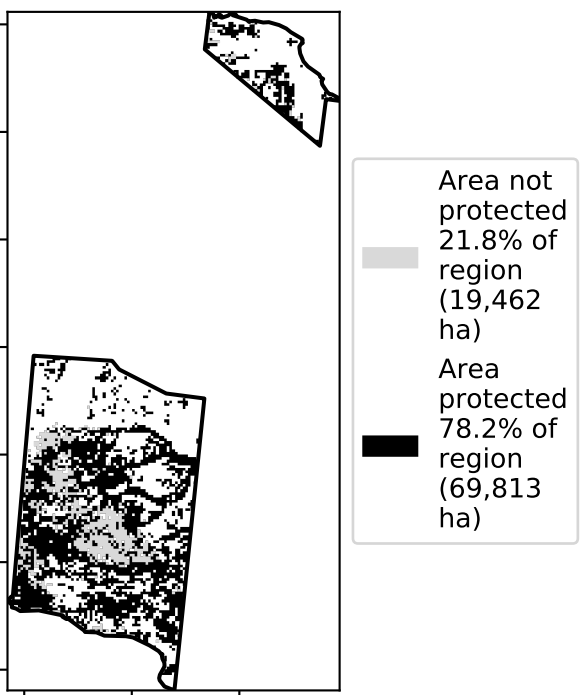 Area not
protected
21.8% of
region
(19,462
ha)
Area
protected
78.2% of
region
(69,813
ha)